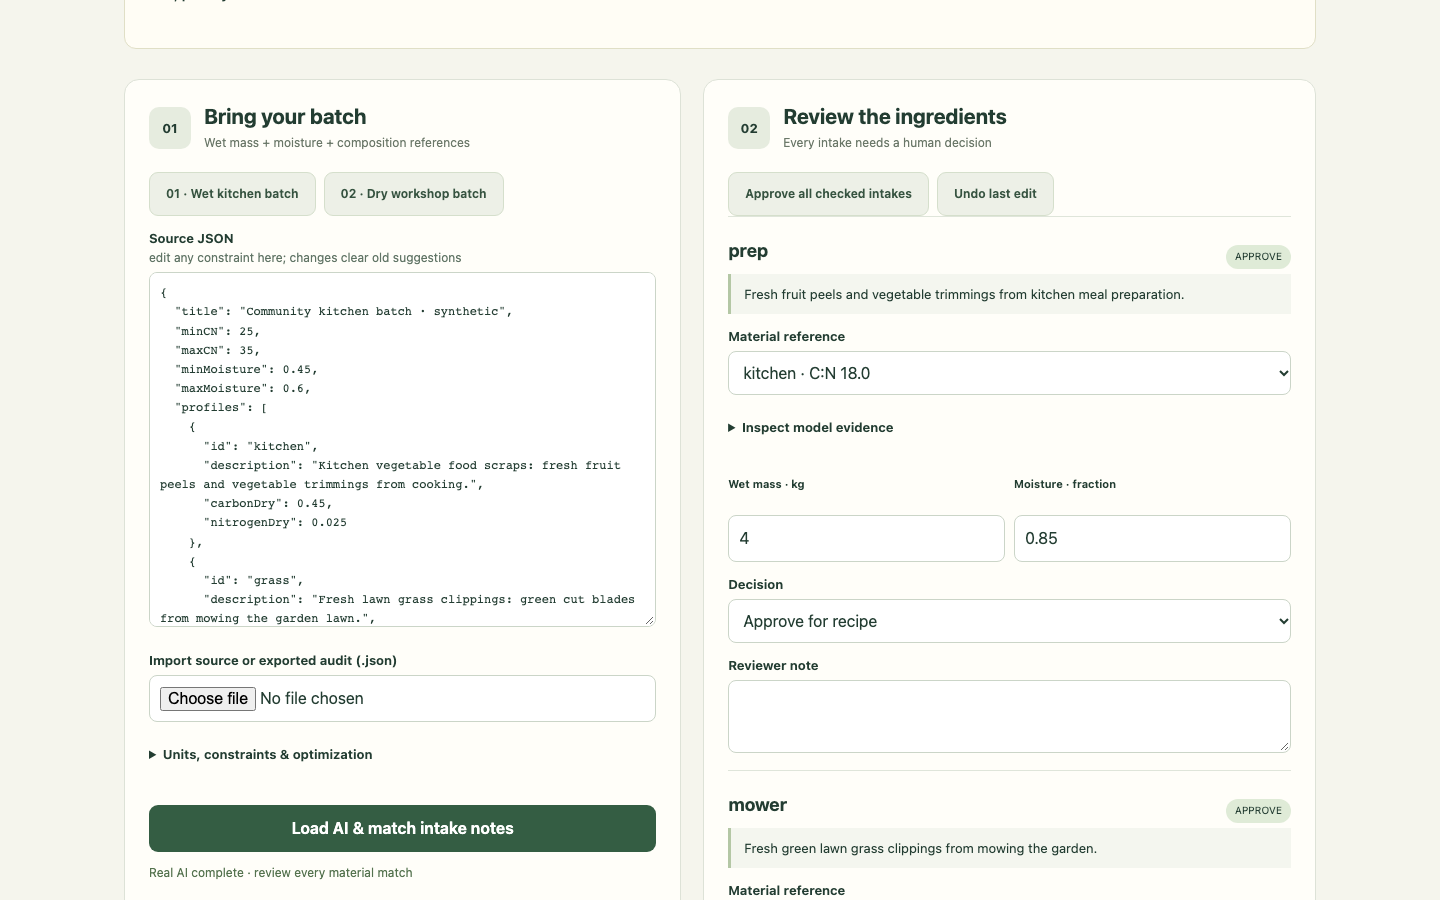 01
Bring your batch
Wet mass + moisture + composition references
01 · Wet kitchen batch
02 · Dry workshop batch
Source JSON
edit any constraint here; changes clear old suggestions
{
"title": "Community kitchen batch · synthetic",
"minCN": 25,
"maxCN": 35,
"minMoisture": 0.45,
"maxMoisture": 0.6,
"profiles": [
{
"id": "kitchen",
"description": "Kitchen vegetable food scraps: fresh fruit
peels and vegetable trimmings from cooking.",
"carbonDry": 0.45,
"nitrogenDry": 0.025
},
{
"id": "grass",
"description": "Fresh lawn grass clippings: green cut blades
from mowing the garden lawn.",
Import source or exported audit (.json)
Choose file No file chosen
Units, constraints & optimization
Load AI & match intake notes
Real AI complete · review every material match
02
Review the ingredients
Every intake needs a human decision
Approve all checked intakes
Undo last edit
prep
APPROVE
Fresh fruit peels and vegetable trimmings from kitchen meal preparation.
Material reference
kitchen · C:N 18.0
Inspect model evidence
Wet mass · kg
Moisture · fraction
4
0.85
Decision
Approve for recipe
Reviewer note
mower
APPROVE
Fresh green lawn grass clippings from mowing the garden.
Material reference